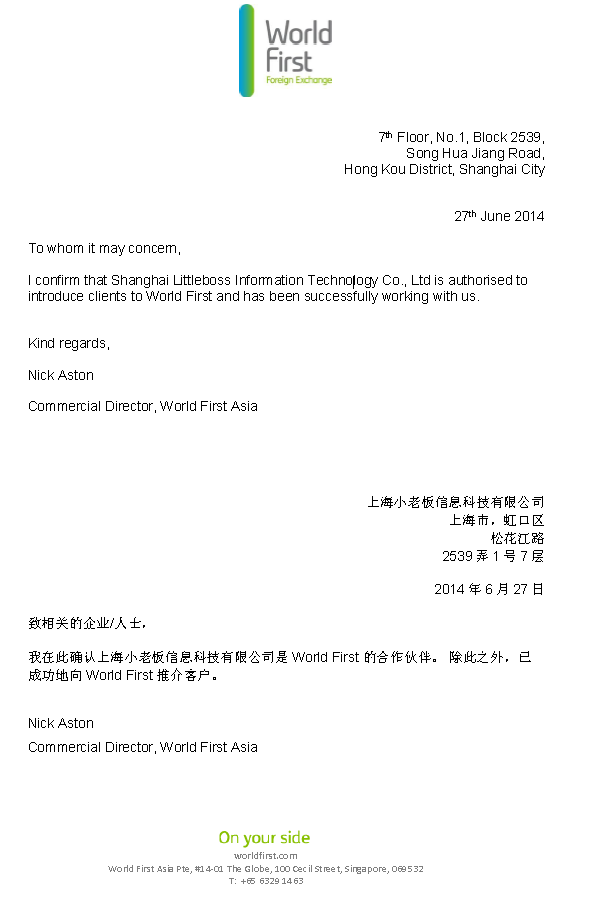 World
First
Foreign Exchange
7th Floor, No.1, Block 2539,
Song Hua Jiang Road,
Hong Kou District, Shanghai City
27th June 2014
To whom it may concern,
I confirm that Shanghai Littleboss Information Technology Co., Ltd is authorised to
introduce clients to World First and has been successfully working with us.
Kind regards,
Nick Aston
Commercial Director, World First Asia
上海小老板信息科技有限公司
上海市，虹口区
松花江路
2539 弄 1 号 7 层
2014 年 6 月 27 日
致相关的企业/人士，
我在此确认上海小老板信息科技有限公司是 World First 的合作伙伴。 除此之外，已
成功地向 World First 推介客户。
Nick Aston
Commercial Director, World First Asia
On your side
worldfirst.com
World First Asia Pte, #14-01 The Globe, 100 Cecil Street, Singapore, 069532
T: +65 6329 1463